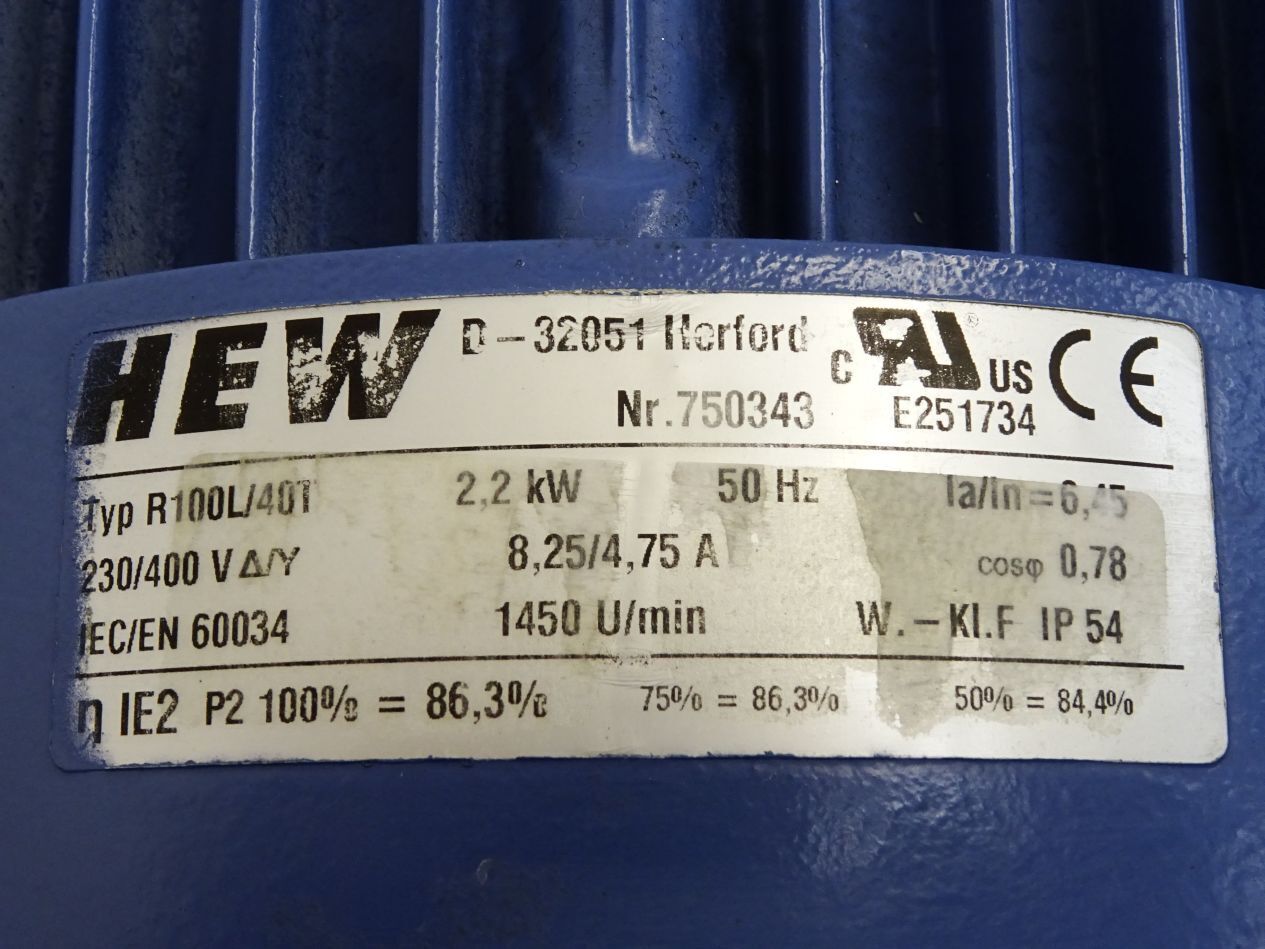 HEW D-32051 Herford
c US CE
Nr.750343 E251734
Typ R100L/40T 2,2 kW 50 Hz Ia/In=6,45
230/400 V Δ/Y 8,25/4,75 A cosφ 0,78
IEC/EN 60034 1450 U/min W.-Kl.F IP 54
η IE2 P2 100% = 86,3% 75% = 86,3% 50% = 84,4%